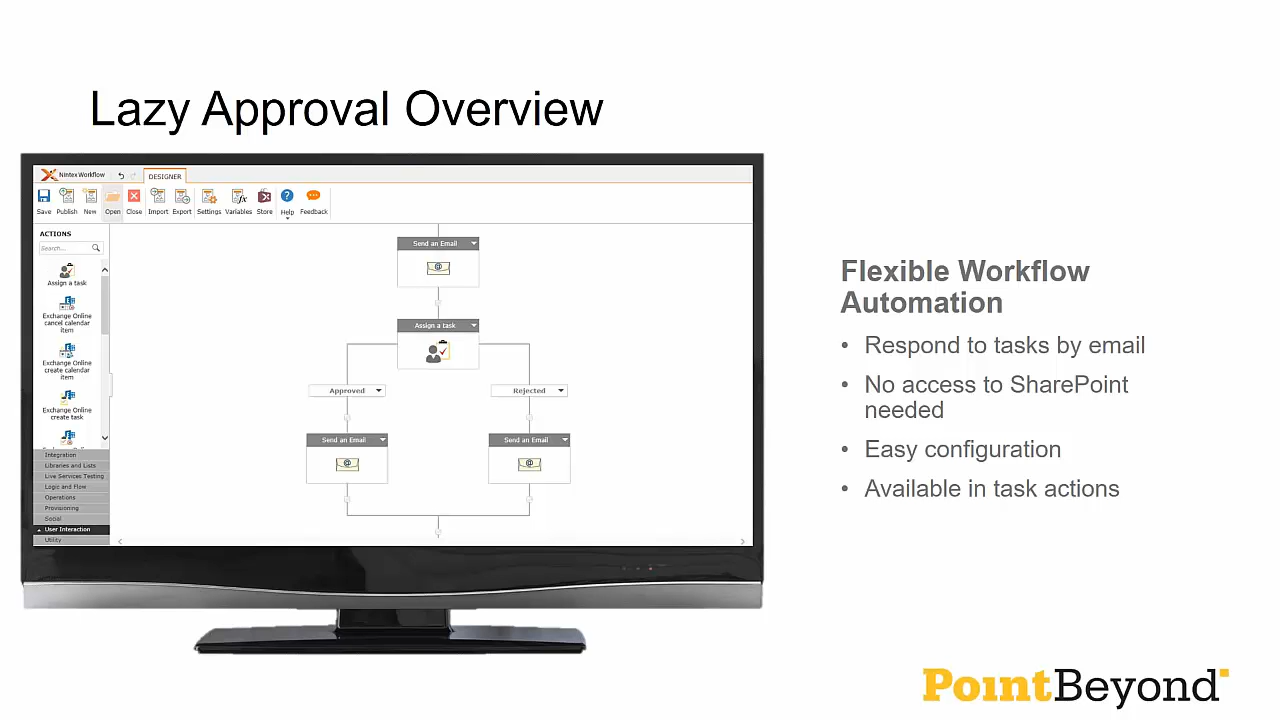 Lazy Approval Overview
Nintex Workflow
DESIGNER
Save
Publish
New
Open
Close
Import
Export
Settings
Variables
Store
Help
Feedback
ACTIONS
Search...
Assign a task
Exchange Online
cancel calendar
item
Exchange Online
create calendar
item
Exchange Online
create task
Integration
Libraries and Lists
Live Services Testing
Logic and Flow
Operations
Provisioning
Social
User Interaction
Utility
Send an Email
Assign a task
Approved
Rejected
Send an Email
Send an Email
Flexible Workflow
Automation
• Respond to tasks by email
• No access to SharePoint
needed
• Easy configuration
• Available in task actions
PointBeyond